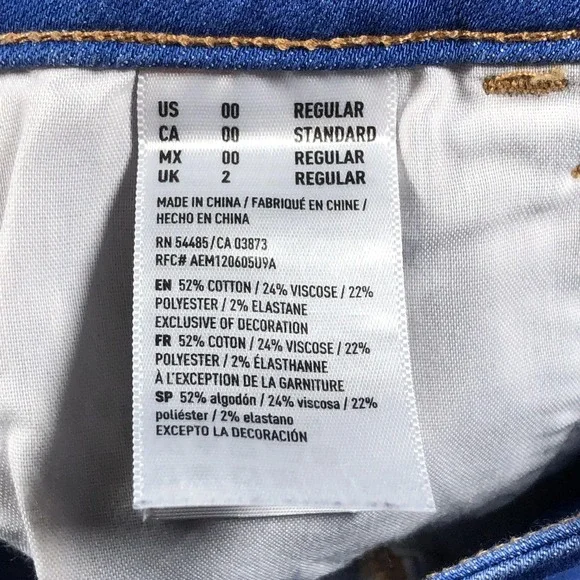 US 00 REGULAR
CA 00 STANDARD
MX 00 REGULAR
UK 2 REGULAR
MADE IN CHINA / FABRIQUÉ EN CHINE /
HECHO EN CHINA
RN 54485/CA 03873
RFC# AEM120605U9A
EN 52% COTTON / 24% VISCOSE / 22%
POLYESTER / 2% ELASTANE
EXCLUSIVE OF DECORATION
FR 52% COTON / 24% VISCOSE / 22%
POLYESTER / 2% ÉLASTHANNE
À L'EXCEPTION DE LA GARNITURE
SP 52% algodón / 24% viscosa / 22%
poliéster / 2% elastano
EXCEPTO LA DECORACIÓN